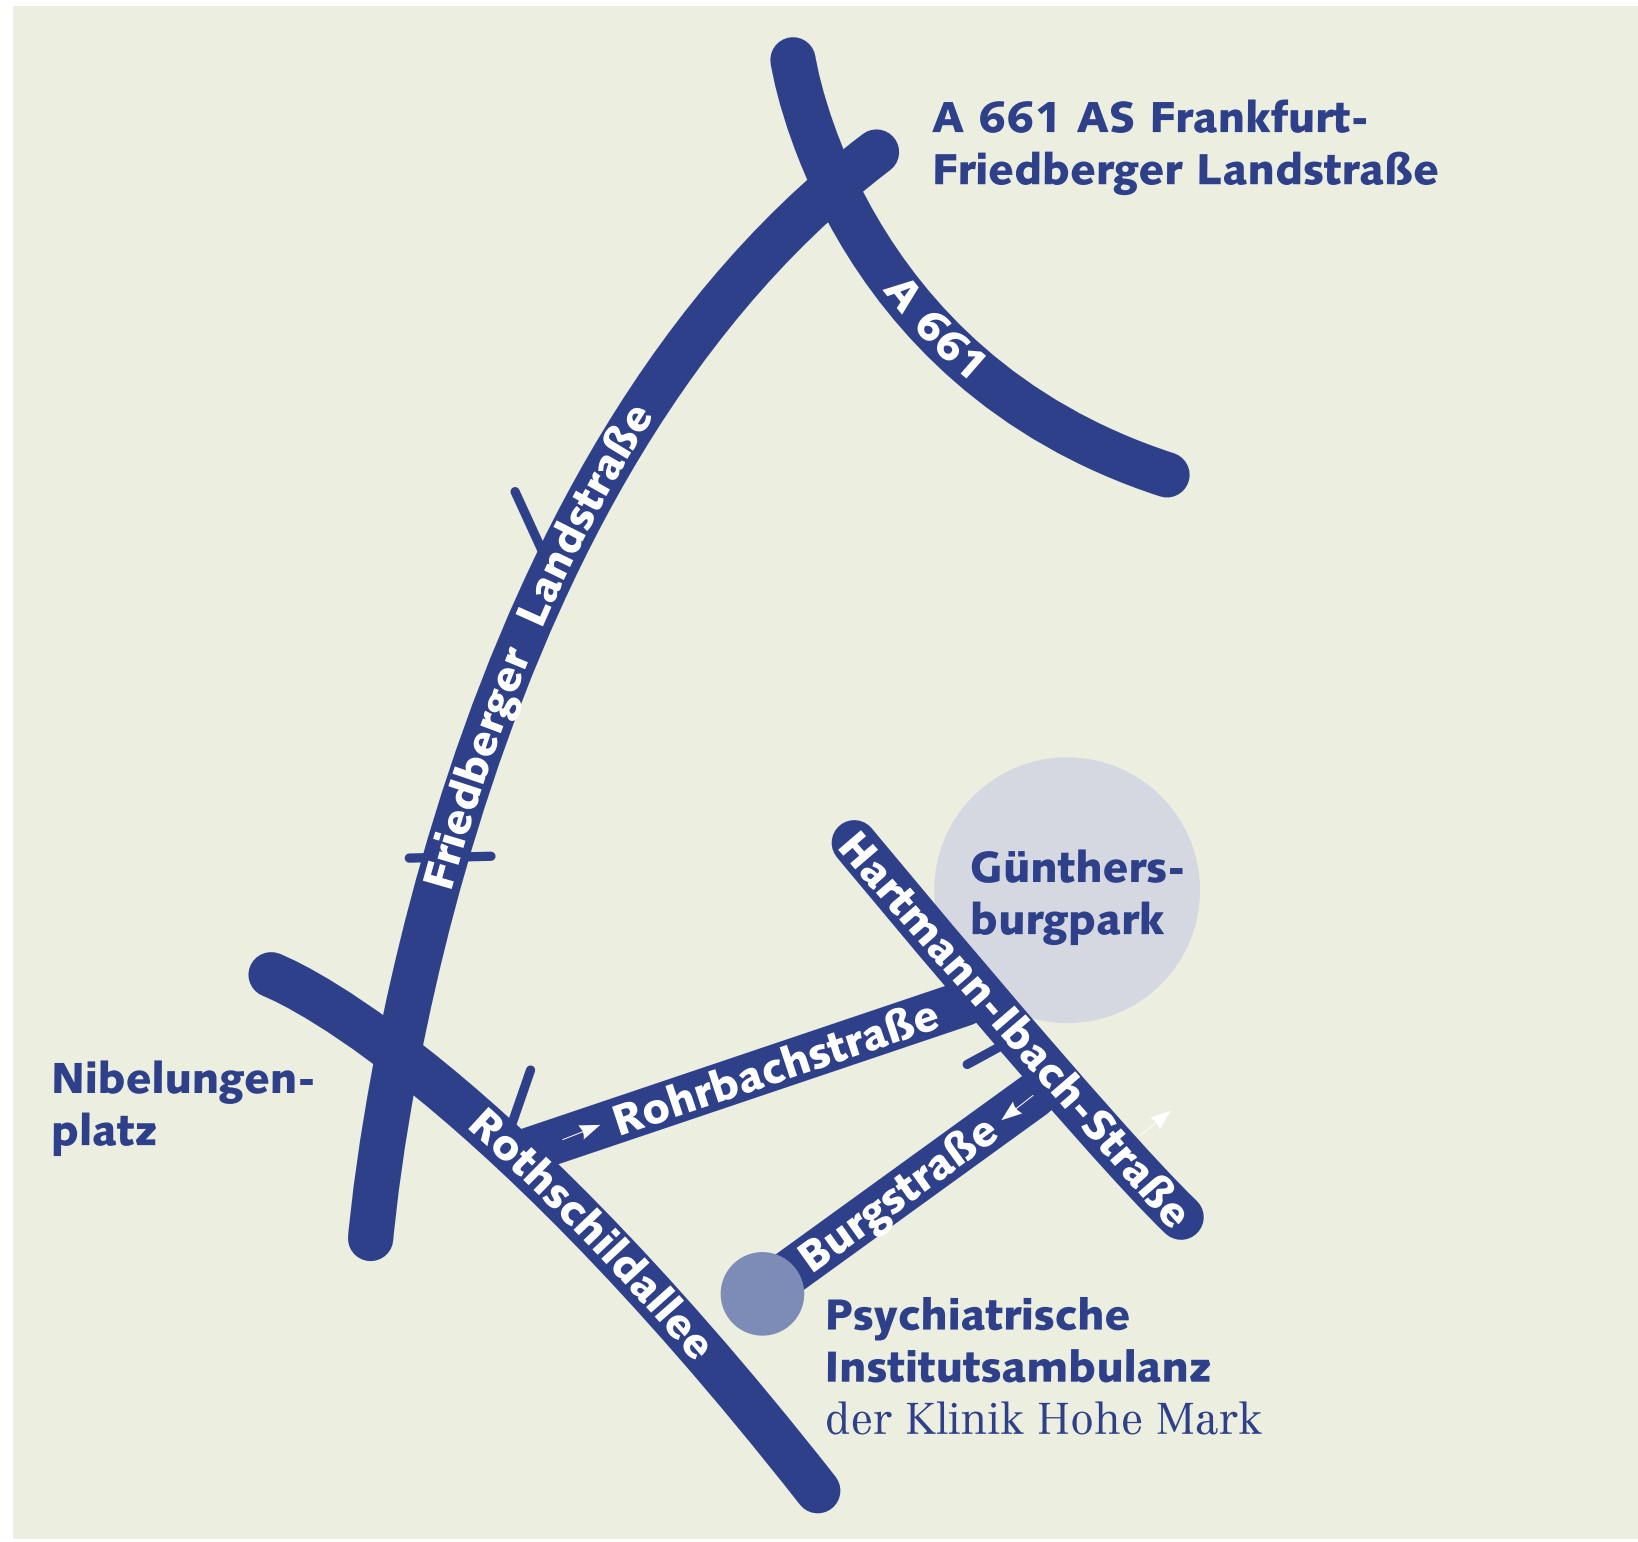 A 661 AS Frankfurt-
Friedberger Landstraße
A 661
Friedberger Landstraße
Günthers-
burgpark
Hartmann-Ibach-Straße
Rohrbachstraße
Nibelungen-
platz
Rothschildallee
Burgstraße
Psychiatrische
Institutsambulanz
der Klinik Hohe Mark